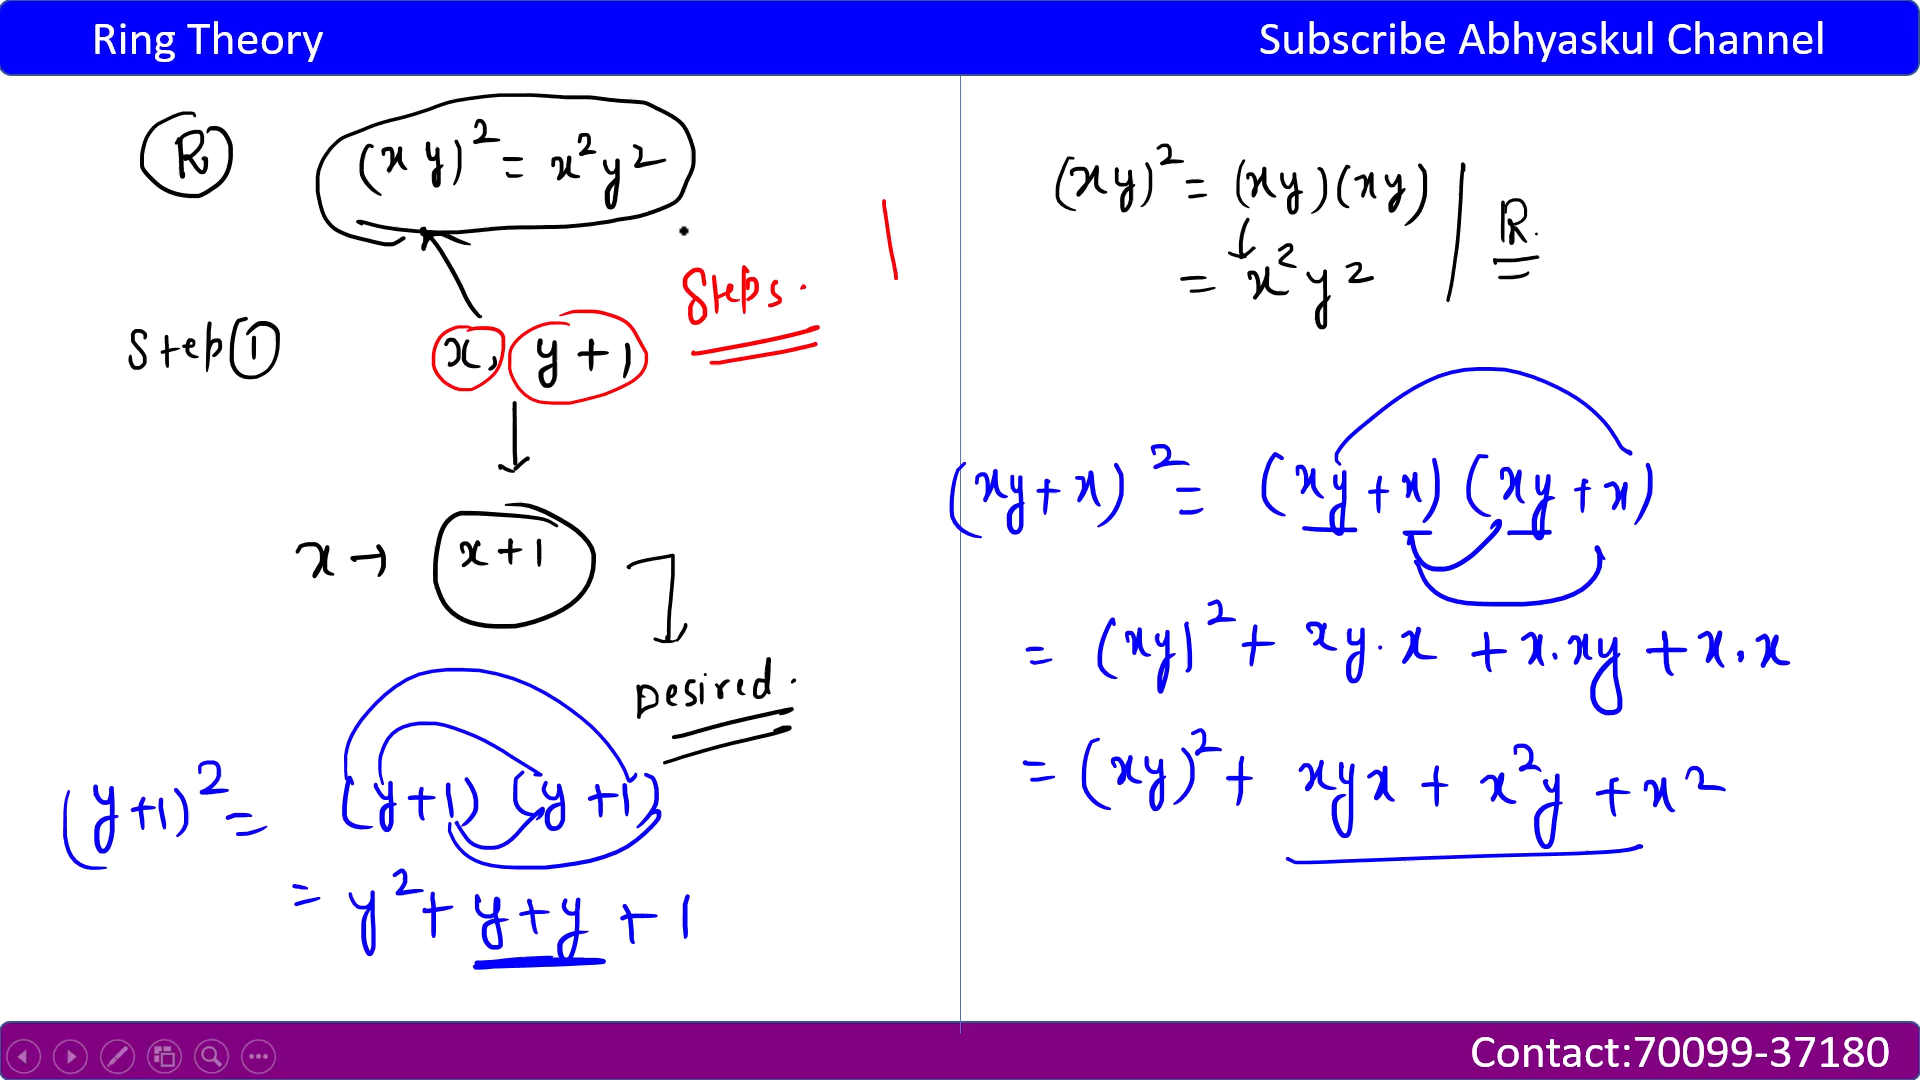 Ring Theory
Subscribe Abhyaskul Channel
R (xy)² = x²y²
Steps.
Step 1 x, y+1
x → x+1
Desired.
(y+1)² = (y+1)(y+1)
= y² + y+y + 1
(xy)² = (xy)(xy) R.
= x²y²
(xy+x)² = (xy+x)(xy+x)
= (xy)² + xy.x + x.xy + x.x
= (xy)² + xyx + x²y + x²
Contact:70099-37180